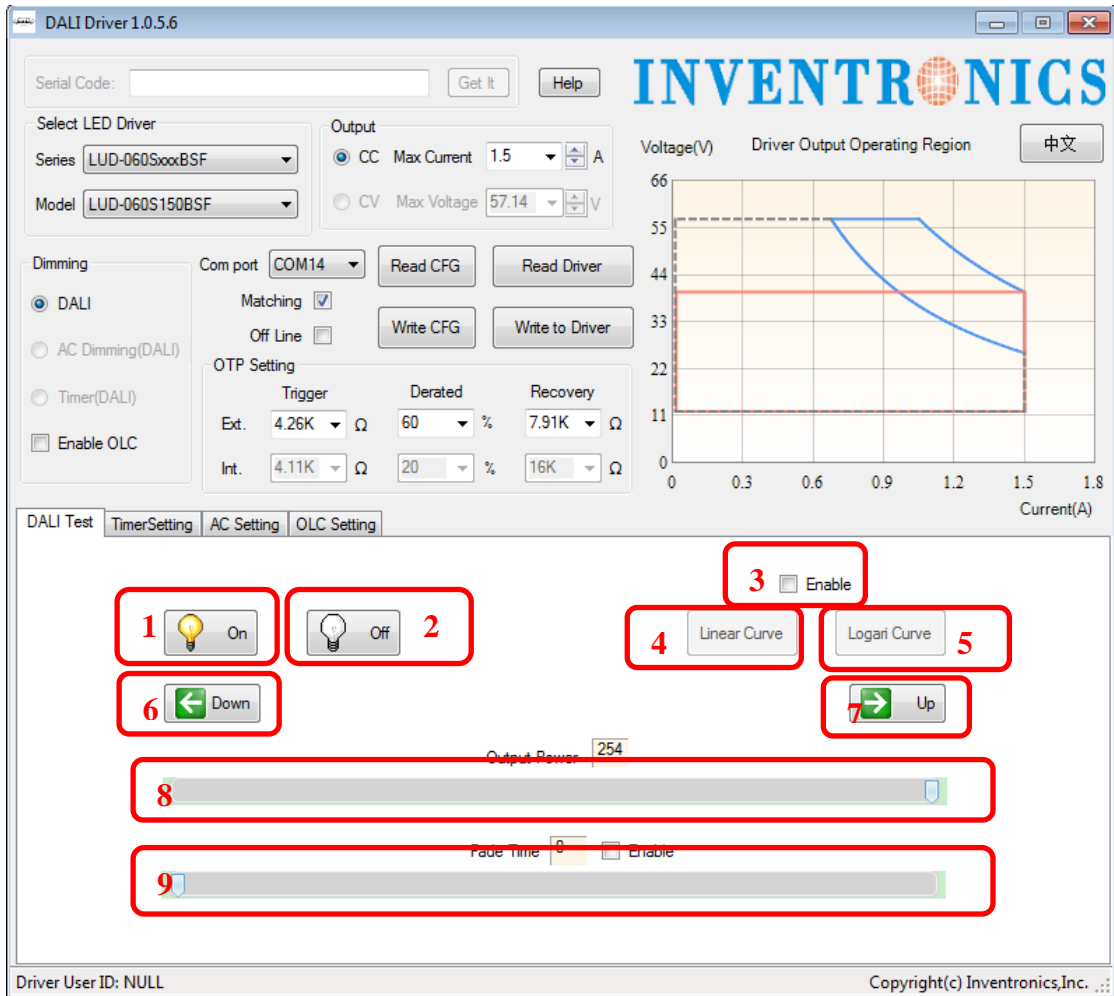 DALI Driver 1.0.5.6
Serial Code:
Get It
Help
INVENTRONICS
Select LED Driver
Series LUD-060SxxxBSF
Model LUD-060S150BSF
Output
CC Max Current 1.5 A
CV Max Voltage 57.14 V
Voltage(V) Driver Output Operating Region
中文
66
55
44
33
22
11
0
0 0.3 0.6 0.9 1.2 1.5 1.8
Current(A)
Dimming
DALI
AC Dimming(DALI)
Timer(DALI)
Enable OLC
Com port COM14
Matching
Off Line
Read CFG
Read Driver
Write CFG
Write to Driver
OTP Setting
Trigger Derated Recovery
Ext. 4.26K Ω 60 % 7.91K Ω
Int. 4.11K Ω 20 % 16K Ω
DALI Test TimerSetting AC Setting OLC Setting
3 Enable
1 On
Off 2
4 Linear Curve
Logari Curve 5
6 Down
7 Up
Output Power 254
8
Fade Time 0 Enable
9
Driver User ID: NULL
Copyright(c) Inventronics,Inc.